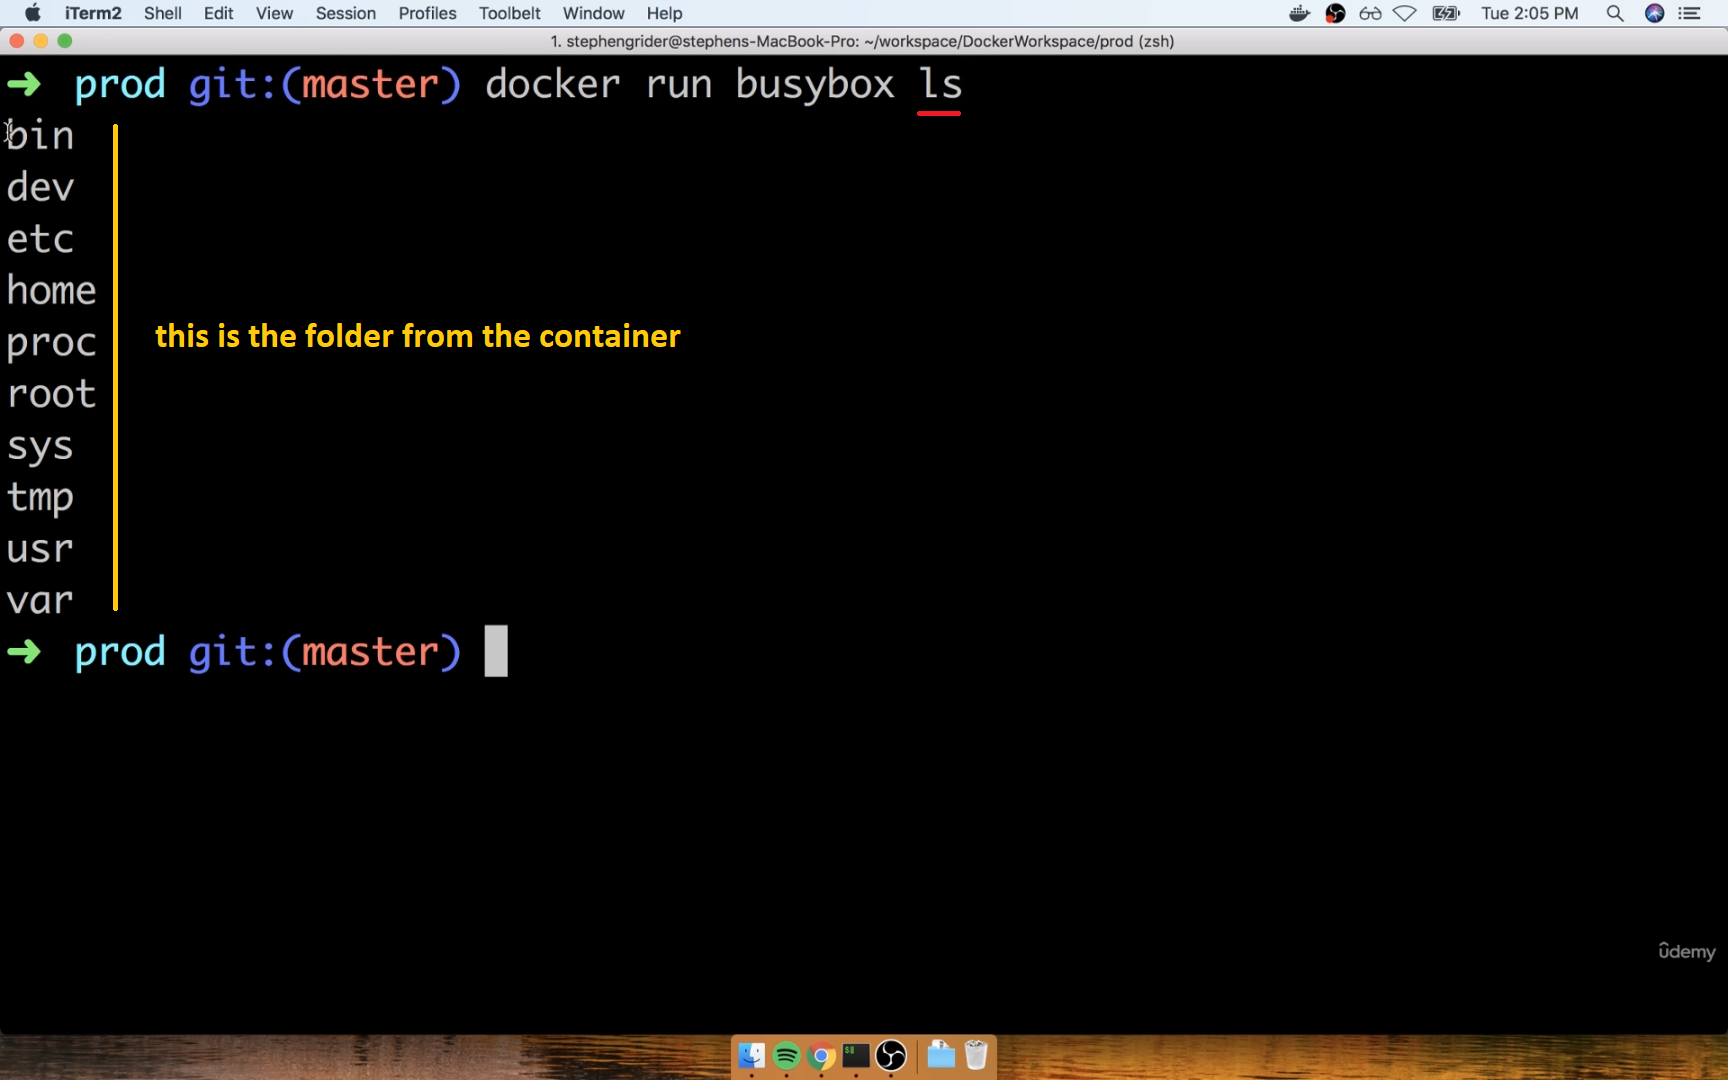 iTerm2 Shell Edit View Session Profiles Toolbelt Window Help Tue 2:05 PM
1. stephengrider@stephens-MacBook-Pro: ~/workspace/DockerWorkspace/prod (zsh)
➜ prod git:(master) docker run busybox ls
bin
dev
etc
home
this is the folder from the container
proc
root
sys
tmp
usr
var
➜ prod git:(master)
ûdemy